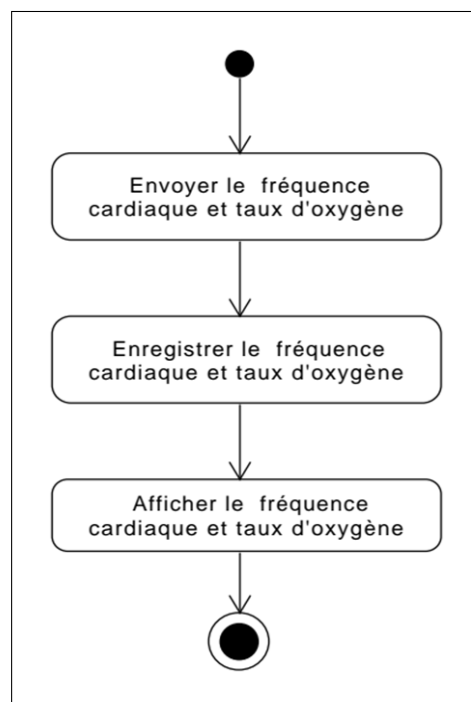 Envoyer le  fréquence
cardiaque et taux d'oxygène
Enregistrer le  fréquence
cardiaque et taux d'oxygène
Afficher le  fréquence
cardiaque et taux d'oxygène